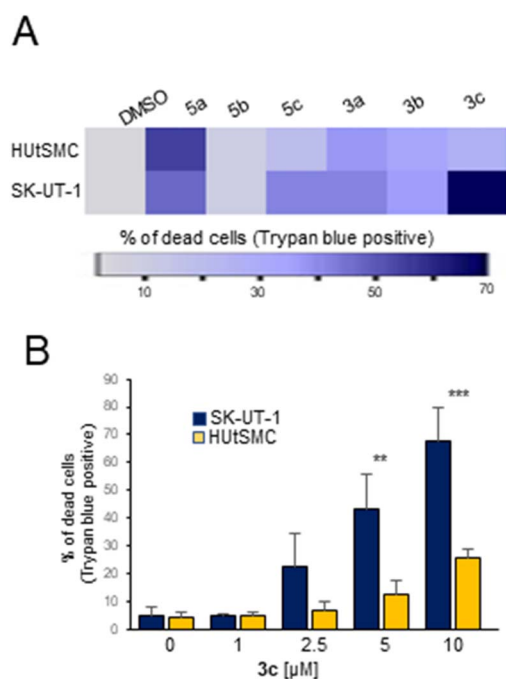 A
DMSO 5a 5b 5c 3a 3b 3c
HUtSMC
SK-UT-1
% of dead cells (Trypan blue positive)
10 30 50 70
B
% of dead cells
(Trypan blue positive)
90
80
70
60
50
40
30
20
10
0
SK-UT-1
HUtSMC
**
***
0 1 2.5 5 10
3c [µM]